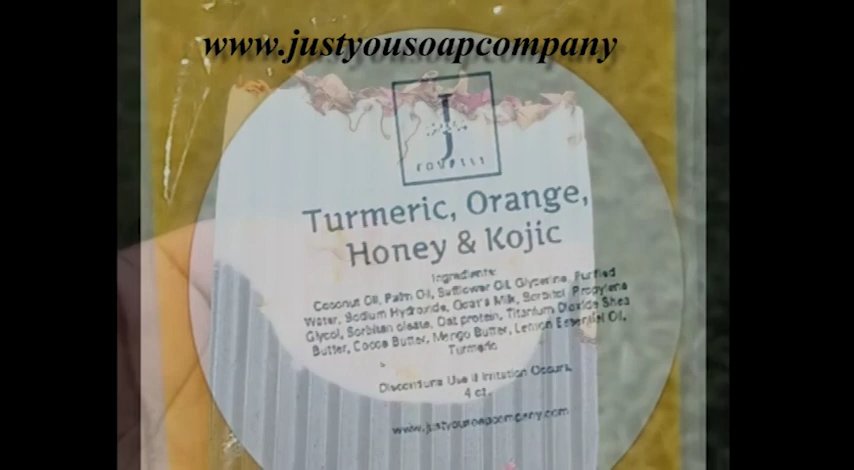 www.justyousoapcompany
J
Turmeric, Orange,
Honey & Kojic
Ingredients:
Coconut Oil, Palm Oil, Safflower Oil, Glycerine, Purified
Water, Sodium Hydroxide, Goat's Milk, Sorbitol, Propylene
Glycol, Sorbitan oleate, Oat protein, Titanium Dioxide Shea
Butter, Cocoa Butter, Mango Butter, Lemon Essential Oil,
Turmeric
Discontinue Use if Irritation Occurs.
4 oz.
www.justyousoapcompany.com